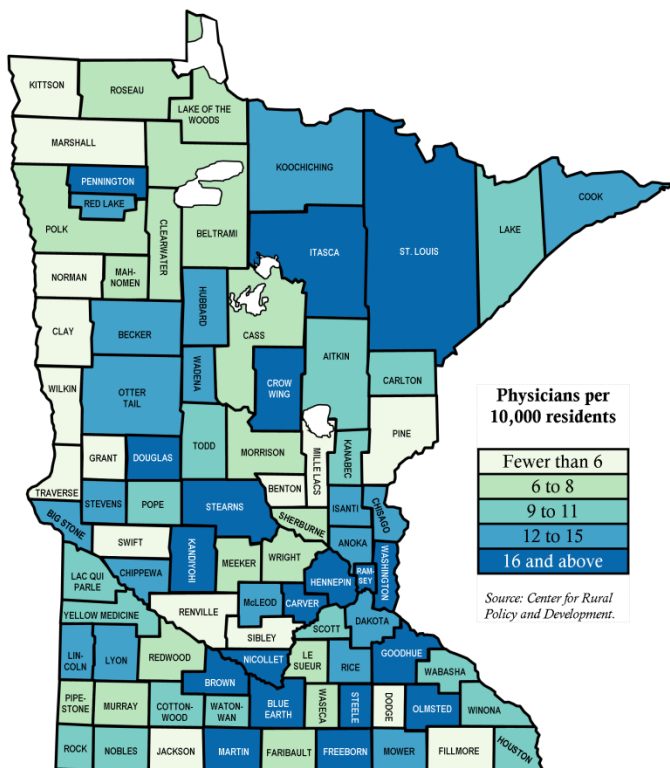 KITTSON
ROSEAU
LAKE OF THE
WOODS
MARSHALL
KOOCHICHING
PENNINGTON
RED LAKE
COOK
POLK
CLEARWATER
BELTRAMI
LAKE
ITASCA
ST. LOUIS
NORMAN
MAH-
NOMEN
HUBBARD
CLAY
BECKER
CASS
AITKIN
WADENA
CARLTON
WILKIN
OTTER
TAIL
CROW
WING
PINE
GRANT
DOUGLAS
TODD
MORRISON
MILLE LACS
KANABEC
TRAVERSE
BENTON
STEVENS
POPE
STEARNS
ISANTI
CHISAGO
BIG STONE
SHERBURNE
SWIFT
KANDIYOHI
ANOKA
WASHINGTON
WRIGHT
MEEKER
LAC QUI
PARLE
CHIPPEWA
HENNEPIN
RAM-
SEY
RENVILLE
McLEOD
CARVER
YELLOW MEDICINE
SCOTT
DAKOTA
SIBLEY
LIN-
COLN
LYON
REDWOOD
NICOLLET
LE
SUEUR
RICE
GOODHUE
WABASHA
BROWN
PIPE-
STONE
MURRAY
COTTON-
WOOD
WATON-
WAN
BLUE
EARTH
WASECA
STEELE
DODGE
OLMSTED
WINONA
ROCK
NOBLES
JACKSON
MARTIN
FARIBAULT
FREEBORN
MOWER
FILLMORE
HOUSTON
Physicians per
10,000 residents
Fewer than 6
6 to 8
9 to 11
12 to 15
16 and above
Source: Center for Rural
Policy and Development.